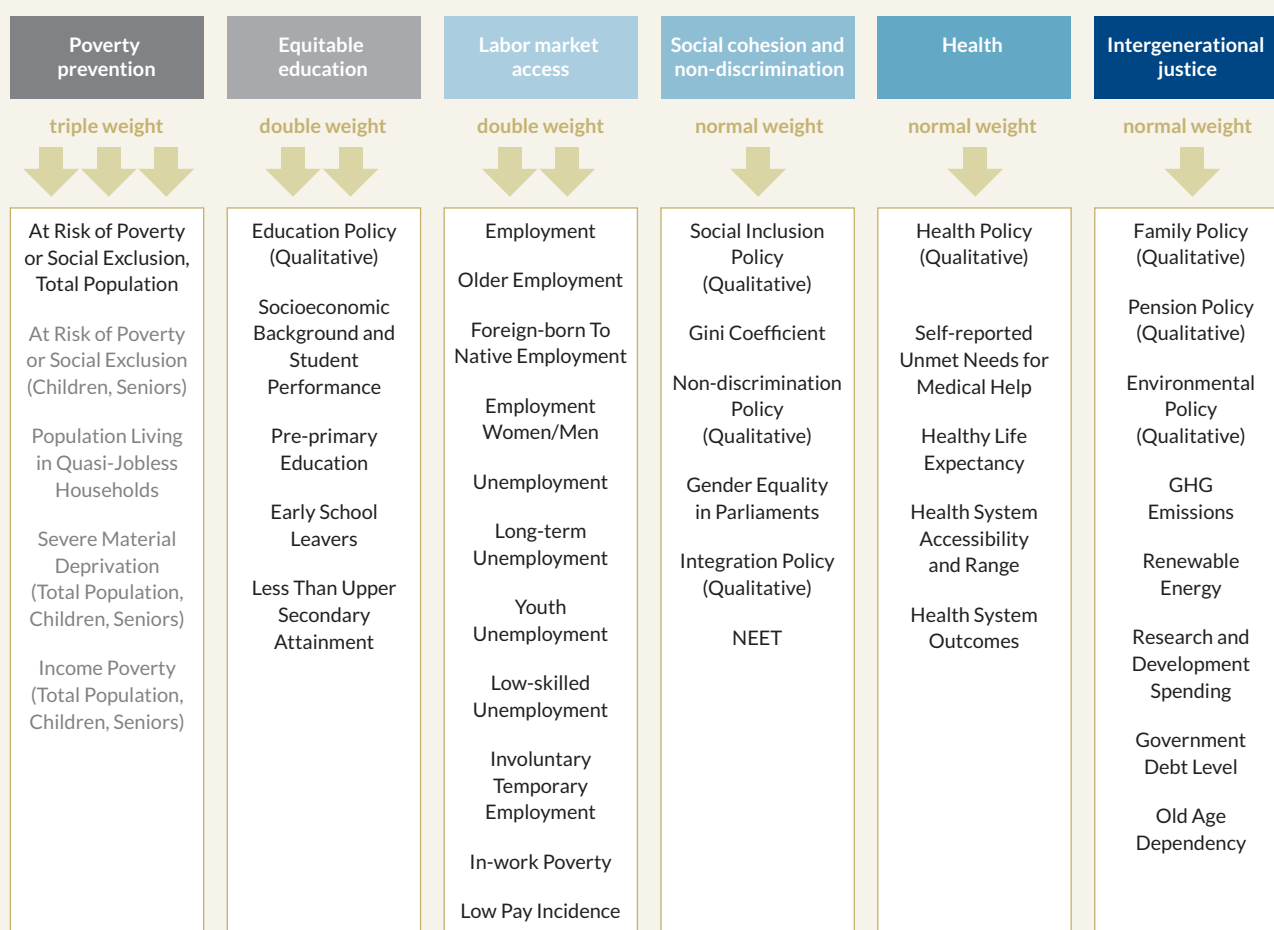 Poverty
prevention
Equitable
education
Labor market
access
Social cohesion and
non-discrimination
Health
Intergenerational
justice
triple weight
double weight
double weight
normal weight
normal weight
normal weight
At Risk of Poverty
or Social Exclusion,
Total Population
At Risk of Poverty
or Social Exclusion
(Children, Seniors)
Population Living
in Quasi-Jobless
Households
Severe Material
Deprivation
(Total Population,
Children, Seniors)
Income Poverty
(Total Population,
Children, Seniors)
Education Policy
(Qualitative)
Socioeconomic
Background and
Student
Performance
Pre-primary
Education
Early School
Leavers
Less Than Upper
Secondary
Attainment
Employment
Older Employment
Foreign-born To
Native Employment
Employment
Women/Men
Unemployment
Long-term
Unemployment
Youth
Unemployment
Low-skilled
Unemployment
Involuntary
Temporary
Employment
In-work Poverty
Low Pay Incidence
Social Inclusion
Policy
(Qualitative)
Gini Coefficient
Non-discrimination
Policy
(Qualitative)
Gender Equality
in Parliaments
Integration Policy
(Qualitative)
NEET
Health Policy
(Qualitative)
Self-reported
Unmet Needs for
Medical Help
Healthy Life
Expectancy
Health System
Accessibility
and Range
Health System
Outcomes
Family Policy
(Qualitative)
Pension Policy
(Qualitative)
Environmental
Policy
(Qualitative)
GHG
Emissions
Renewable
Energy
Research and
Development
Spending
Government
Debt Level
Old Age
Dependency